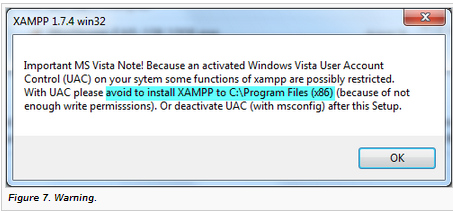 XAMPP 1.7.4 win32
Important MS Vista Note! Because an activated Windows Vista User Account
Control (UAC) on your sytem some functions of xampp are possibly restricted.
With UAC please avoid to install XAMPP to C:\Program Files (x86) (because of not
enough write permisssions). Or deactivate UAC (with msconfig) after this Setup.
OK
Figure 7. Warning.